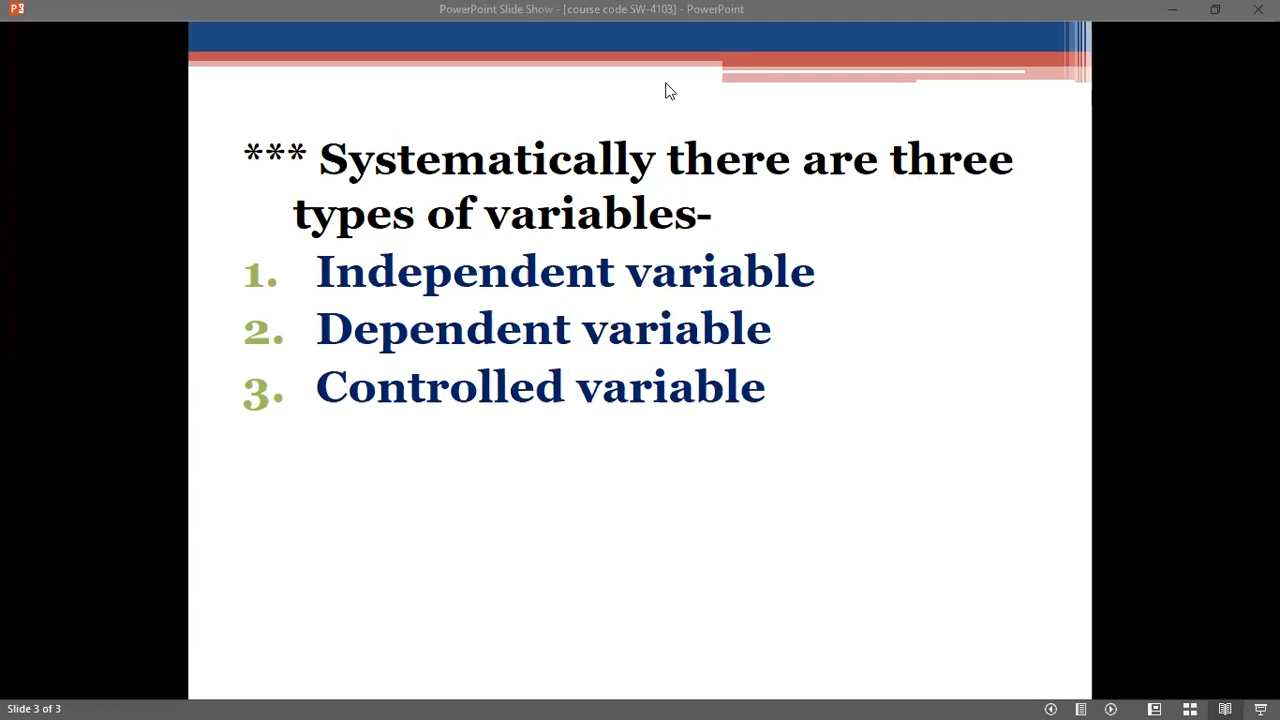 PowerPoint Slide Show - [course code SW-4103] - PowerPoint
*** Systematically there are three
types of variables-
1. Independent variable
2. Dependent variable
3. Controlled variable
Slide 3 of 3